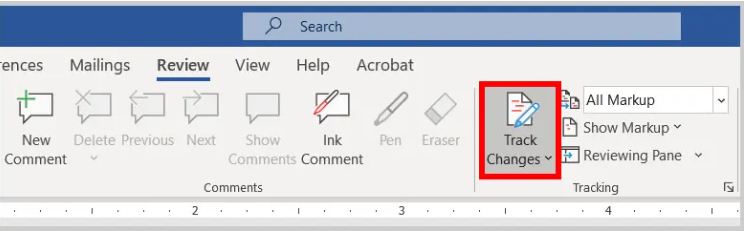 Search
rences Mailings Review View Help Acrobat
New Comment
Delete
Previous
Next
Show Comments
Ink Comment
Pen
Eraser
Track Changes
All Markup
Show Markup
Reviewing Pane
Comments
Tracking
2 3 4